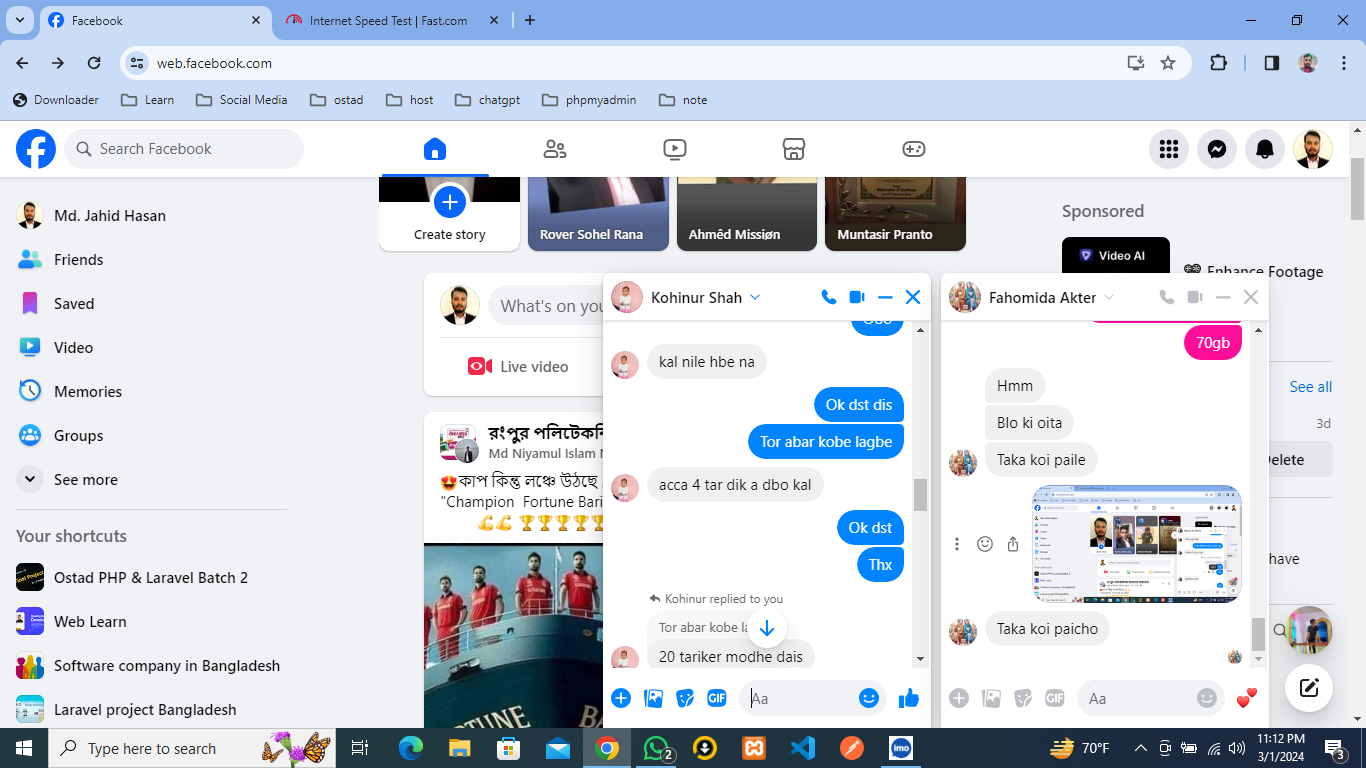 Facebook
Internet Speed Test | Fast.com
web.facebook.com
Downloader
Learn
Social Media
ostad
host
chatgpt
phpmyadmin
note
Search Facebook
Md. Jahid Hasan
Friends
Saved
Video
Memories
Groups
See more
Your shortcuts
Ostad PHP & Laravel Batch 2
Web Learn
Software company in Bangladesh
Laravel project Bangladesh
Create story
Rover Sohel Rana
Ahmêd Missiøn
Muntasir Pranto
What's on you
Live video
রংপুর পলিটেকনি
Md Niyamul Islam
কাপ কিন্তু লঞ্চে উঠছে
"Champion Fortune Bari
Sponsored
Video AI
Enhance Footage
See all
3d
Delete
have
Kohinur Shah
kal nile hbe na
Ok dst dis
Tor abar kobe lagbe
acca 4 tar dik a dbo kal
Ok dst
Thx
Kohinur replied to you
Tor abar kobe la
20 tariker modhe dais
GIF
Aa
Fahomida Akter
70gb
Hmm
Blo ki oita
Taka koi paile
Taka koi paicho
GIF
Aa
Type here to search
2
imo
70°F
11:12 PM
3/1/2024
3